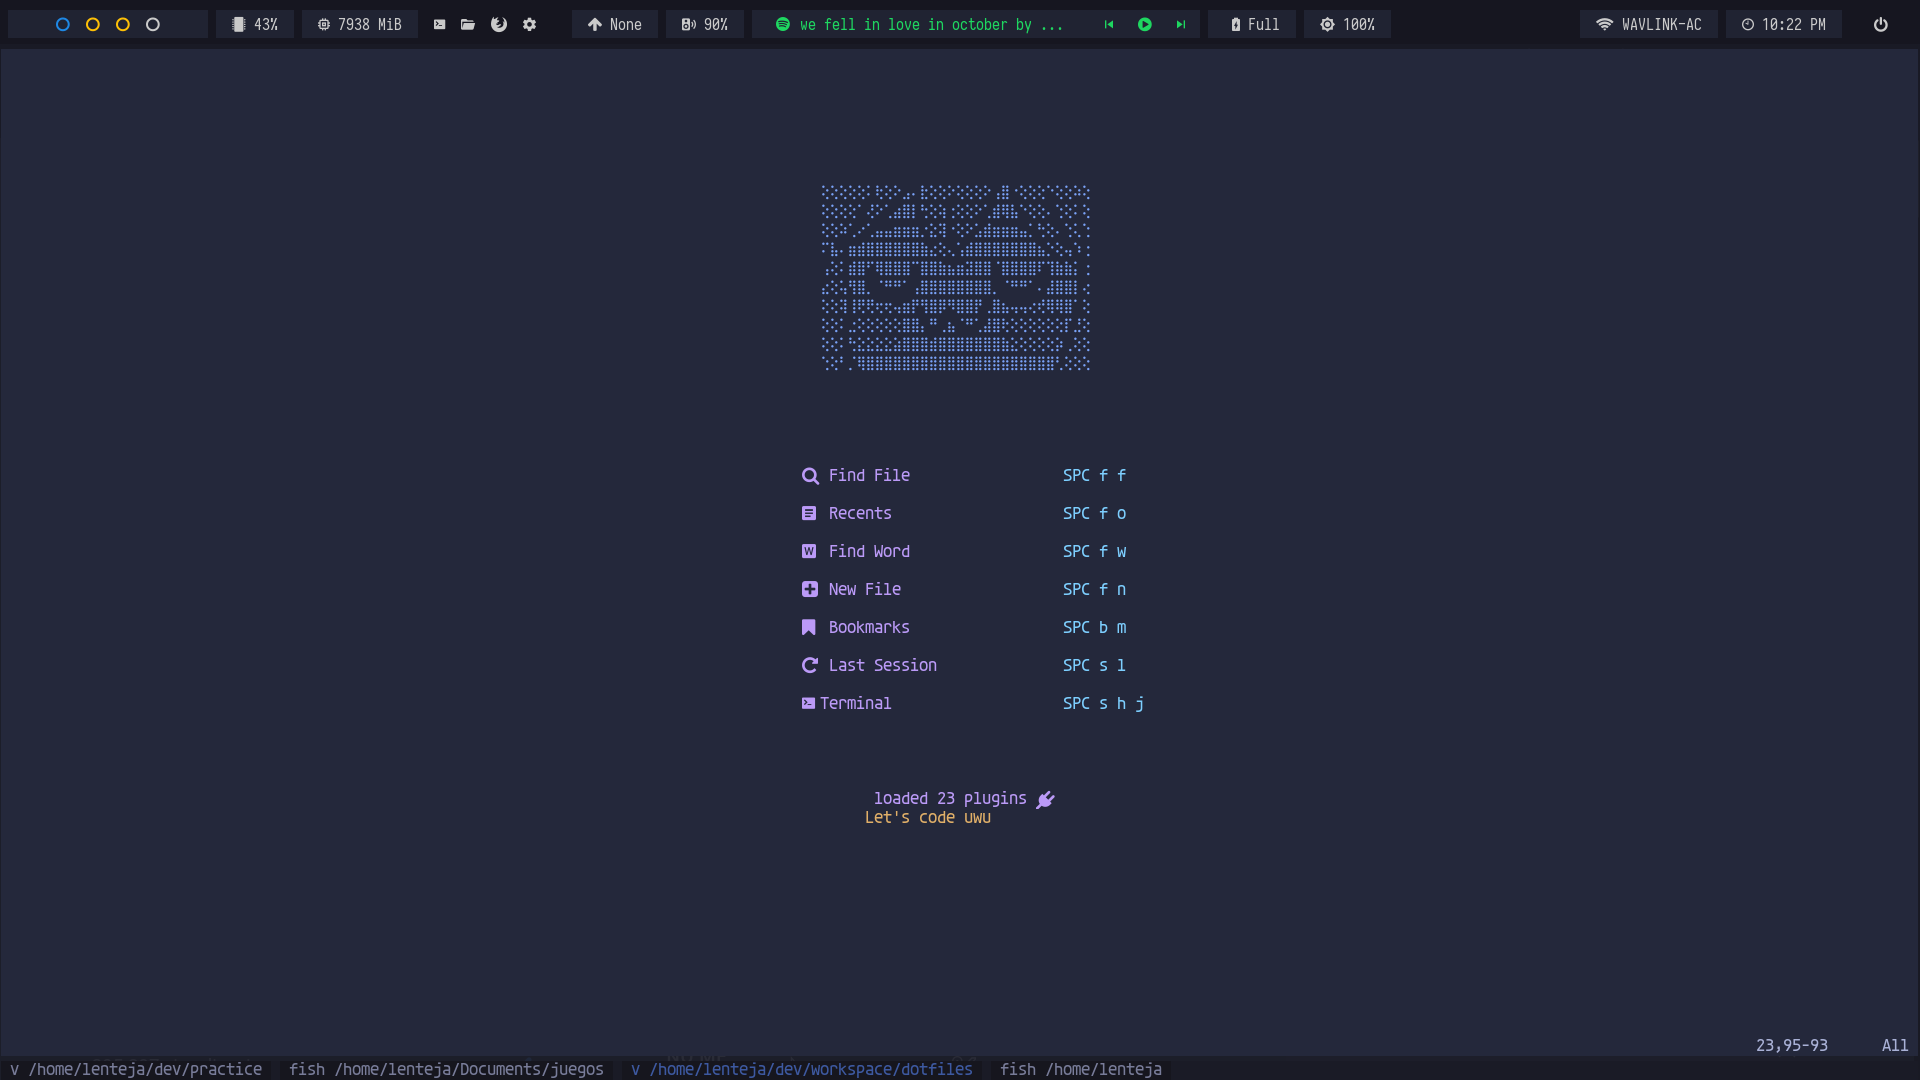 43% 7938 MiB None 90% we fell in love in october by ... Full 100% WAVLINK-AC 10:22 PM
Find File SPC f f
Recents SPC f o
W Find Word SPC f w
New File SPC f n
Bookmarks SPC b m
Last Session SPC s l
Terminal SPC s h j
loaded 23 plugins
Let's code uwu
23,95-93 All
v /home/lenteja/dev/practice fish /home/lenteja/Documents/juegos v /home/lenteja/dev/workspace/dotfiles fish /home/lenteja